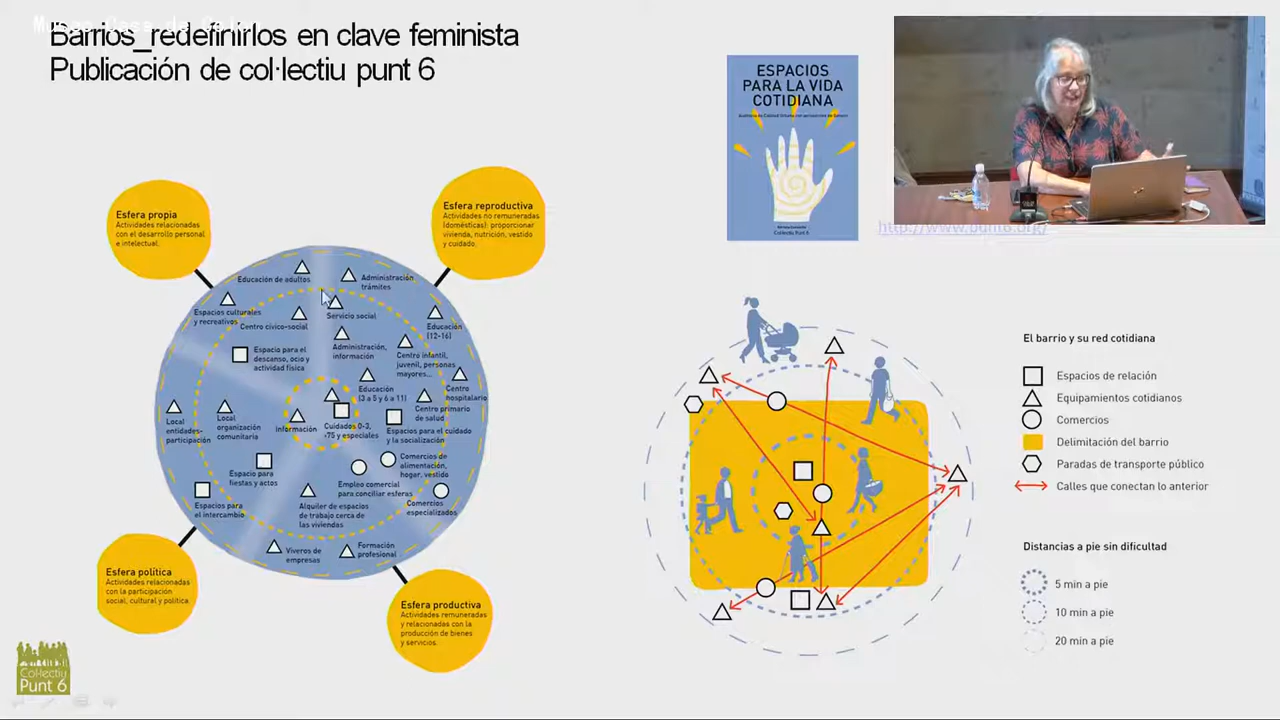 Museo Casa de Colón
Barrios_redefinirlos en clave feminista
Publicación de col·lectiu punt 6
ESPACIOS
PARA LA VIDA
COTIDIANA
Col·lectiu Punt 6
http://www.punt6.org/
Esfera propia
Actividades relacionadas
con el desarrollo personal
e intelectual.
Esfera reproductiva
Actividades no remuneradas
(domésticas): proporcionar
vivienda, nutrición, vestido
y cuidado.
Educación de adultos
Administración
trámites
Espacios culturales
y recreativos
Centro cívico-social
Servicio social
Educación
(12-16)
Espacio para el
descanso, ocio y
actividad física
Administración,
información
Centro infantil,
juvenil, personas
mayores...
Educación
(3 a 5 y 6 a 11)
Centro
hospitalario
Centro primario
de salud
Local
entidades-
participación
Local
organización
comunitaria
Información
Cuidados 0-3,
+75 y especiales
Espacios para el cuidado
y la socialización
Comercios de
alimentación,
hogar, vestido
Espacio para
fiestas y actos
Empleo comercial
para conciliar esferas
Espacios para
el intercambio
Alquiler de espacios
de trabajo cerca de
las viviendas
Comercios
especializados
Viveros de
empresas
Formación
profesional
Esfera política
Actividades relacionadas
con la participación
social, cultural y política
Esfera productiva
Actividades remuneradas
y relacionadas con la
producción de bienes
y servicios.
El barrio y su red cotidiana
Espacios de relación
Equipamientos cotidianos
Comercios
Delimitación del barrio
Paradas de transporte público
Calles que conectan lo anterior
Distancias a pie sin dificultad
5 min a pie
10 min a pie
20 min a pie
Col·lectiu
Punt 6